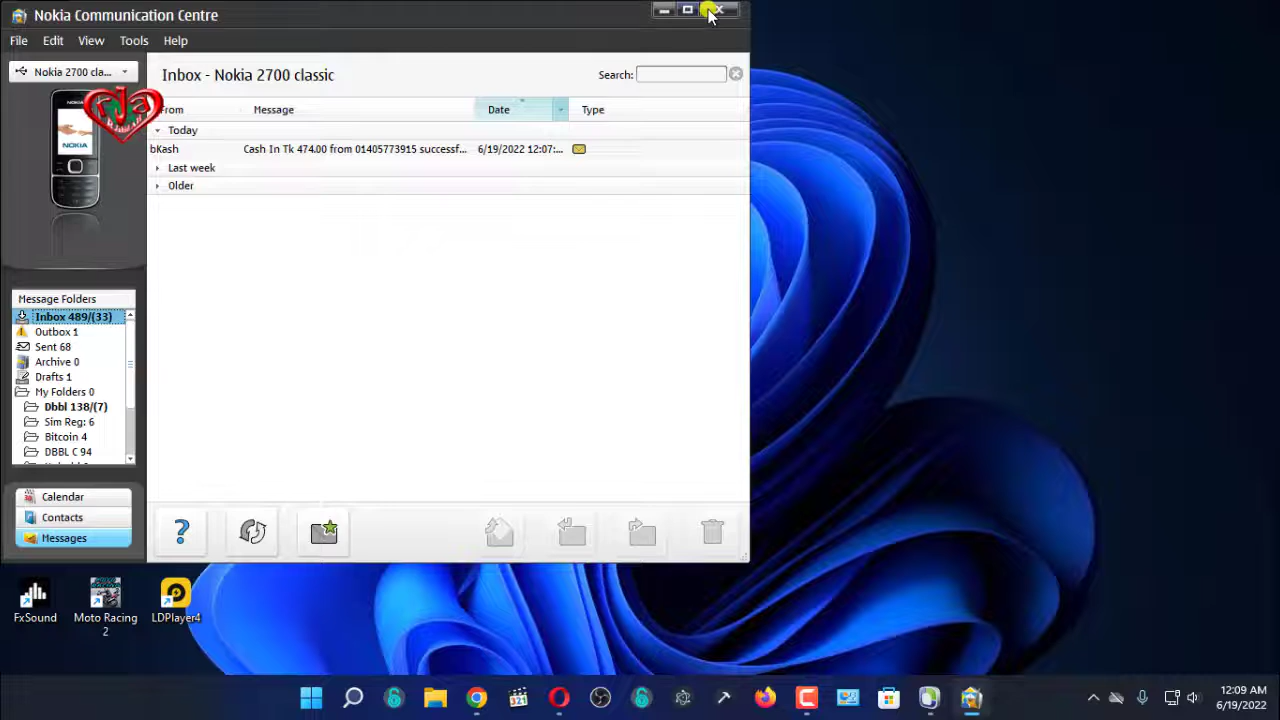 Nokia Communication Centre
File Edit View Tools Help
Nokia 2700 cla...
Inbox - Nokia 2700 classic
Search:
NOKIA
From Message Date Type
Today
bKash Cash In Tk 474.00 from 01405773915 successf... 6/19/2022 12:07:...
Last week
Older
Message Folders
Inbox 489/(33)
Outbox 1
Sent 68
Archive 0
Drafts 1
My Folders 0
Dbbl 138/(7)
Sim Reg: 6
Bitcoin 4
DBBL C 94
Calendar
Contacts
Messages
?
FxSound
Moto Racing
2
LDPlayer4
321
12:09 AM
6/19/2022